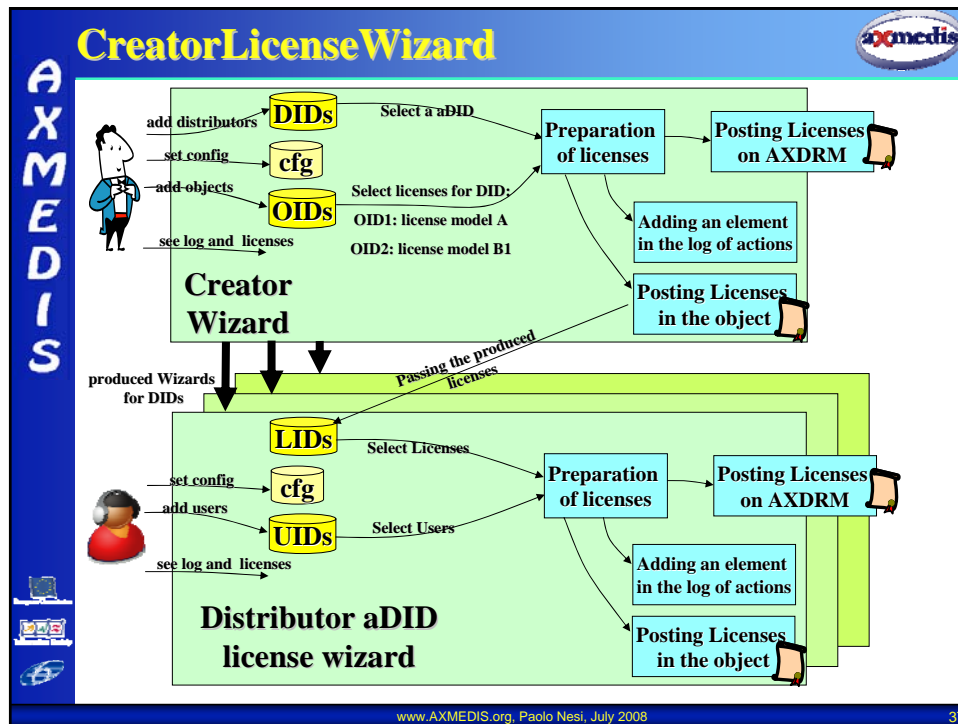 CreatorLicenseWizard
axmedis
AXMEDIS
add distributors
set config
add objects
see log and licenses
DIDs
cfg
OIDs
Select a aDID
Select licenses for DID:
OID1: license model A
OID2: license model B1
Preparation
of licenses
Posting Licenses
on AXDRM
Adding an element
in the log of actions
Posting Licenses
in the object
Creator
Wizard
Passing the produced
licenses
produced Wizards
for DIDs
set config
add users
see log and licenses
LIDs
cfg
UIDs
Select Licenses
Select Users
Preparation
of licenses
Posting Licenses
on AXDRM
Adding an element
in the log of actions
Posting Licenses
in the object
Distributor aDID
license wizard
www.AXMEDIS.org, Paolo Nesi, July 2008